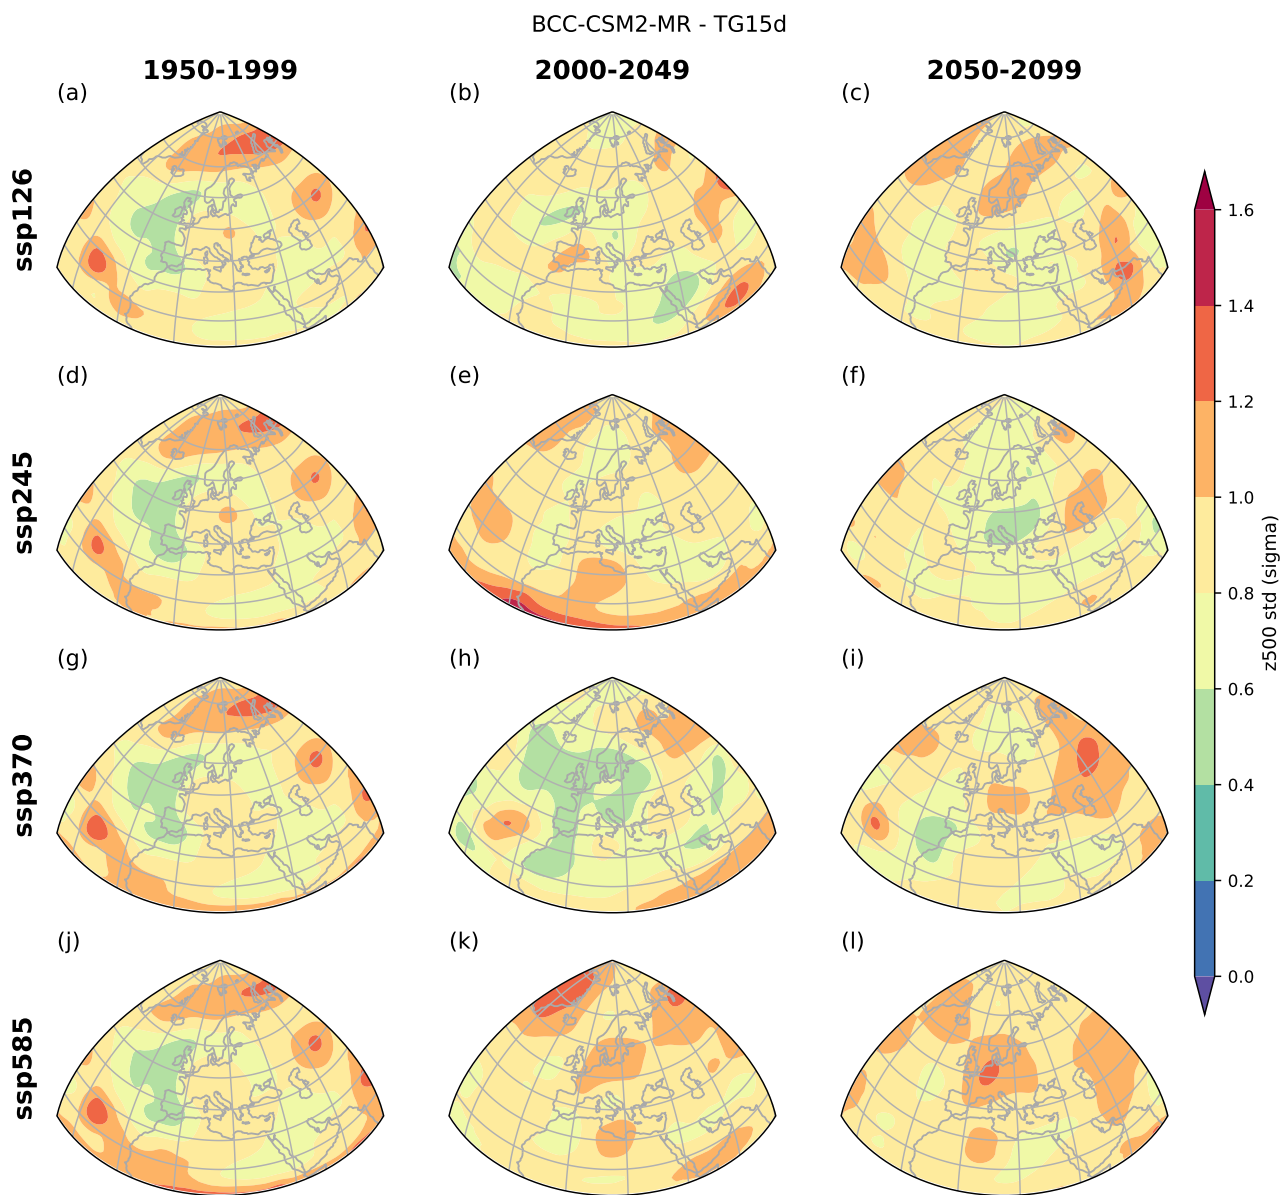 BCC-CSM2-MR - TG15d
1950-1999 2000-2049 2050-2099
(a) (b) (c)
ssp126
(d) (e) (f)
ssp245
(g) (h) (i)
ssp370
(j) (k) (l)
ssp585
1.6
1.4
1.2
1.0
0.8
0.6
0.4
0.2
0.0
z500 std (sigma)